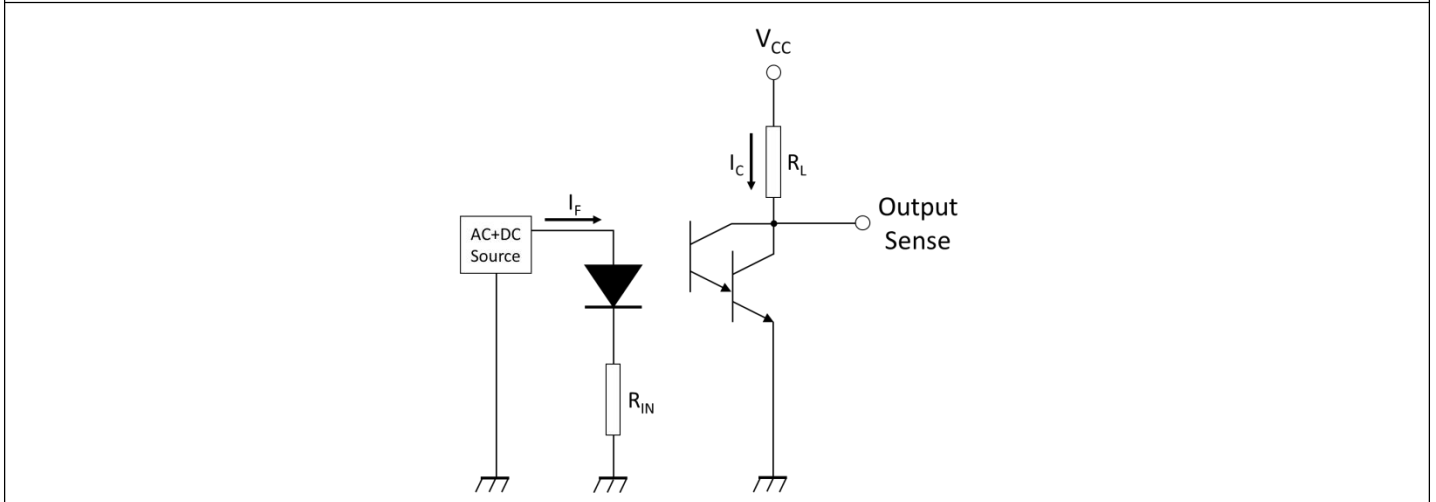 V_CC
I_C
R_L
I_F
Output
Sense
AC+DC
Source
R_IN